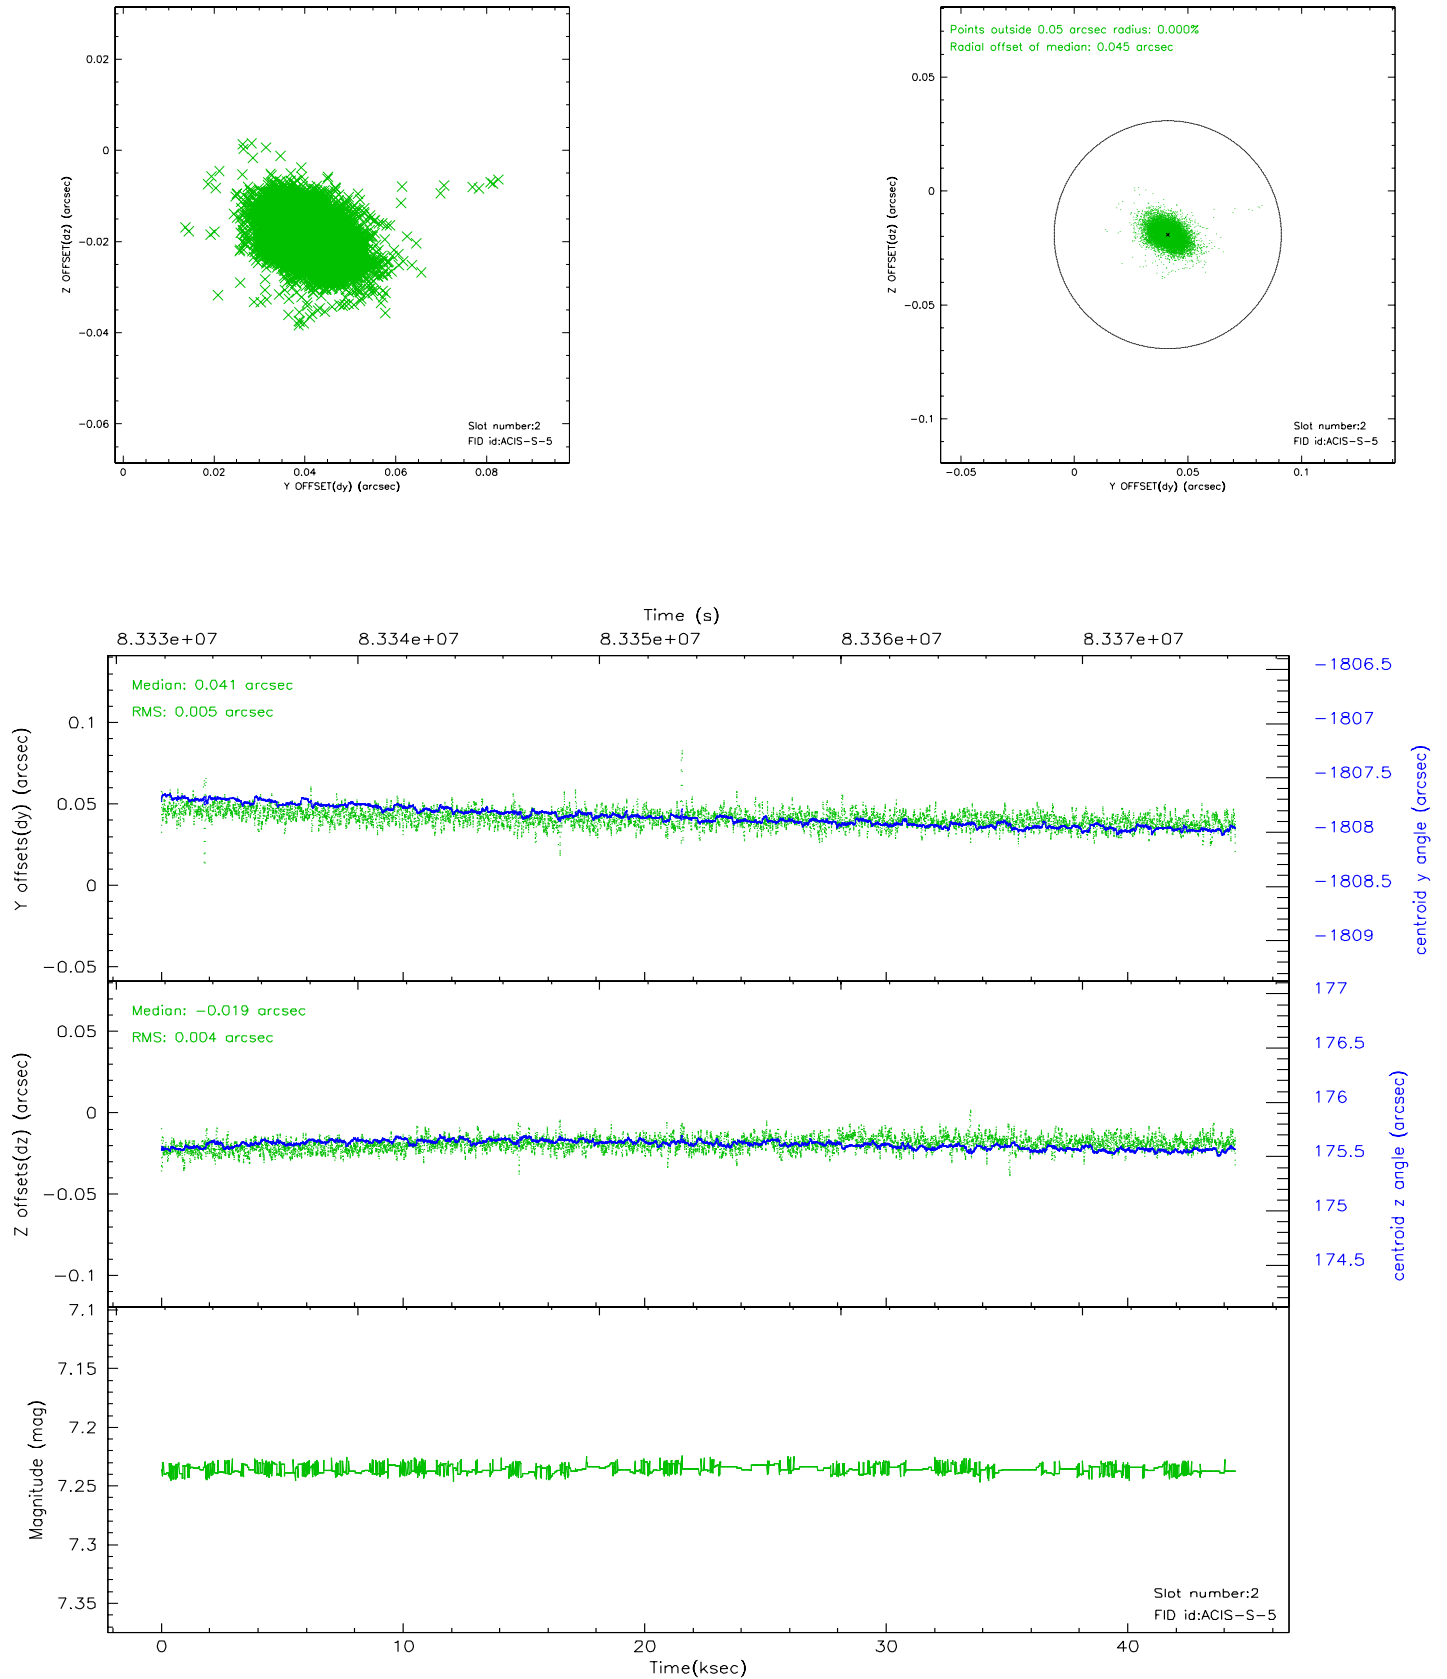 0.02
0
-0.02
-0.04
-0.06
Z OFFSET(dz) (arcsec)
Slot number:2
FID id:ACIS-S-5
0 0.02 0.04 0.06 0.08
Y OFFSET(dy) (arcsec)
Points outside 0.05 arcsec radius: 0.000%
Radial offset of median: 0.045 arcsec
0.05
0
-0.05
-0.1
Z OFFSET(dz) (arcsec)
Slot number:2
FID id:ACIS-S-5
-0.05 0 0.05 0.1
Y OFFSET(dy) (arcsec)
Time (s)
8.333e+07 8.334e+07 8.335e+07 8.336e+07 8.337e+07
Median: 0.041 arcsec
RMS: 0.005 arcsec
0.1
0.05
0
-0.05
Y offsets(dy) (arcsec)
-1806.5
-1807
-1807.5
-1808
-1808.5
-1809
centroid y angle (arcsec)
Median: -0.019 arcsec
RMS: 0.004 arcsec
0.05
0
-0.05
-0.1
Z offsets(dz) (arcsec)
177
176.5
176
175.5
175
174.5
centroid z angle (arcsec)
7.1
7.15
7.2
7.25
7.3
7.35
Magnitude (mag)
Slot number:2
FID id:ACIS-S-5
0 10 20 30 40
Time(ksec)